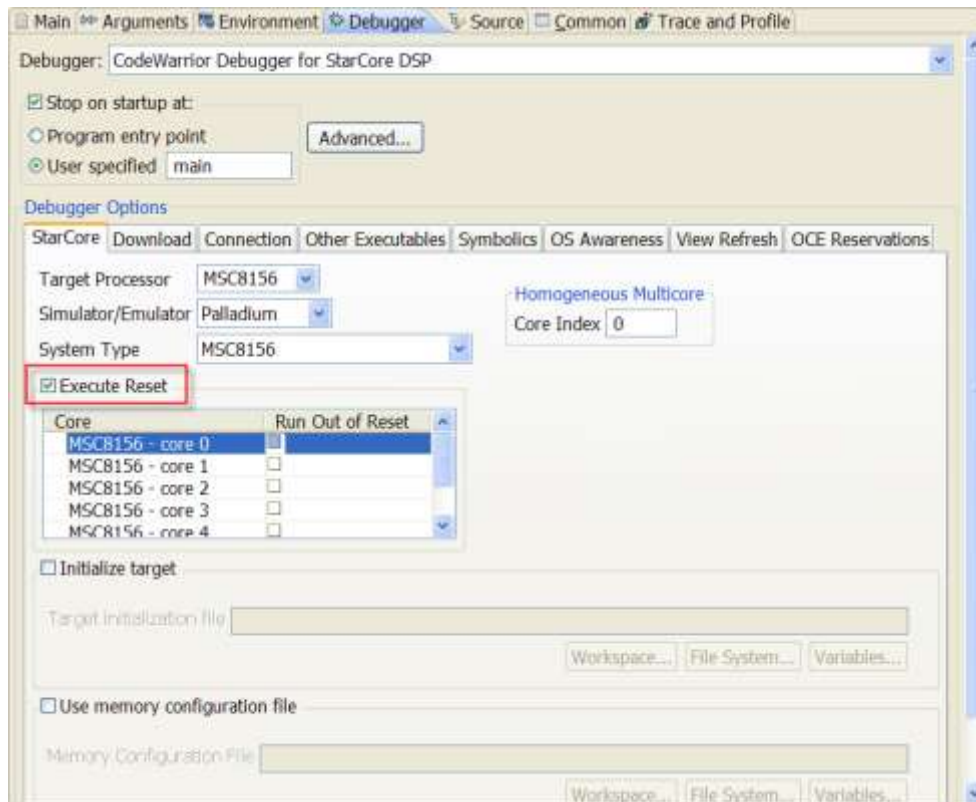 Main Arguments Environment Debugger Source Common Trace and Profile
Debugger: CodeWarrior Debugger for StarCore DSP
Stop on startup at:
Program entry point
Advanced...
User specified main
Debugger Options
StarCore Download Connection Other Executables Symbolics OS Awareness View Refresh OCE Reservations
Target Processor MSC8156
Homogeneous Multicore
Simulator/Emulator Palladium
Core Index 0
System Type MSC8156
Execute Reset
Core Run Out of Reset
MSC8156 - core 0
MSC8156 - core 1
MSC8156 - core 2
MSC8156 - core 3
MSC8156 - core 4
Initialize target
Target initialization file
Workspace... File System... Variables...
Use memory configuration file
Memory Configuration File
Workspace... File System... Variables...